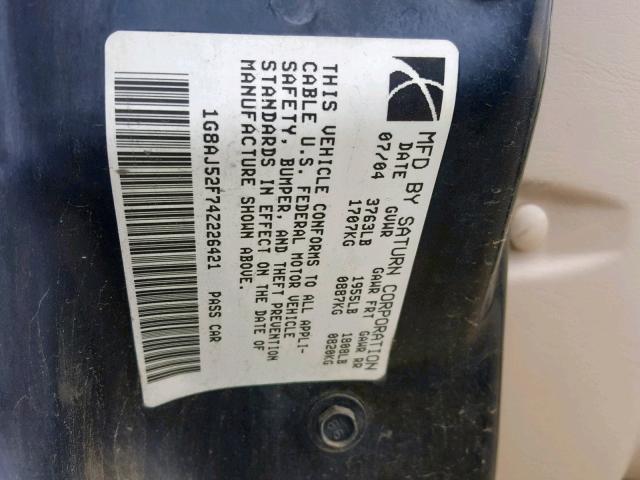 MFD BY SATURN CORPORATION
DATE GVWR GAWR FRT GAWR RR
07/04 3763LB 1955LB 1808LB
1707KG 0887KG 0820KG
THIS VEHICLE CONFORMS TO ALL APPLI-
CABLE U.S. FEDERAL MOTOR VEHICLE
SAFETY, BUMPER, AND THEFT PREVENTION
STANDARDS IN EFFECT ON THE DATE OF
MANUFACTURE SHOWN ABOVE.
1G8AJ52F74Z226421 PASS CAR